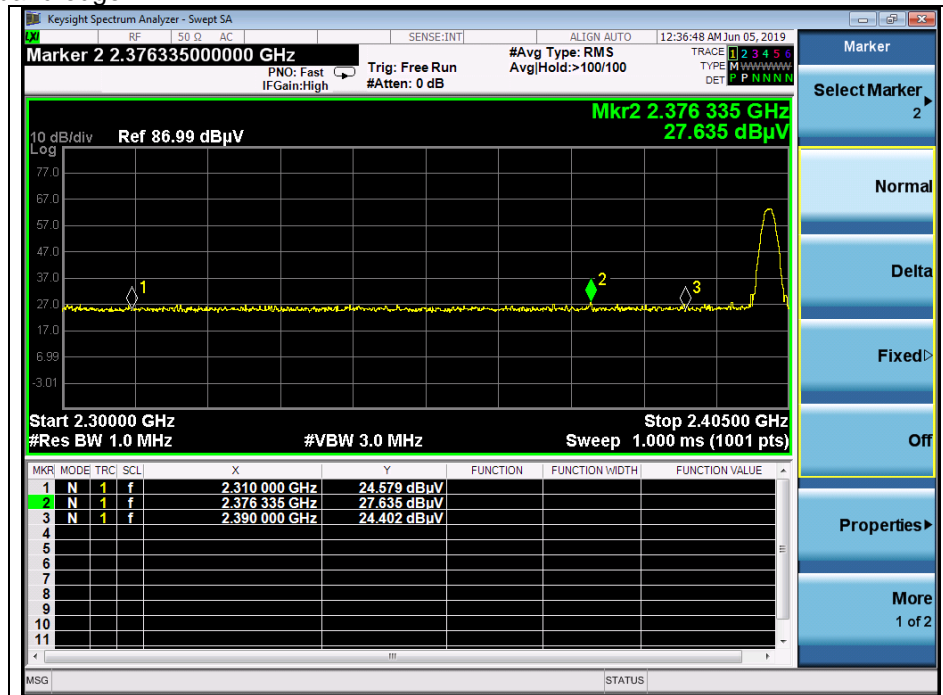 Keysight Spectrum Analyzer - Swept SA
LXI RF 50 Ω AC SENSE:INT ALIGN AUTO 12:36:48 AM Jun 05, 2019
Marker 2 2.376335000000 GHz
PNO: Fast
IFGain:High
Trig: Free Run
#Atten: 0 dB
#Avg Type: RMS
Avg|Hold:>100/100
TRACE 1 2 3 4 5 6
TYPE M W W W W W
DET P P N N N N
Mkr2 2.376 335 GHz
27.635 dBµV
10 dB/div Ref 86.99 dBµV
Log
77.0
67.0
57.0
47.0
37.0
27.0
17.0
6.99
-3.01
1
2
3
Start 2.30000 GHz Stop 2.40500 GHz
#Res BW 1.0 MHz #VBW 3.0 MHz Sweep 1.000 ms (1001 pts)
MKR MODE TRC SCL X Y FUNCTION FUNCTION WIDTH FUNCTION VALUE
1 N 1 f 2.310 000 GHz 24.579 dBµV
2 N 1 f 2.376 335 GHz 27.635 dBµV
3 N 1 f 2.390 000 GHz 24.402 dBµV
4
5
6
7
8
9
10
11
MSG STATUS
Marker
Select Marker
2
Normal
Delta
Fixed
Off
Properties
More
1 of 2